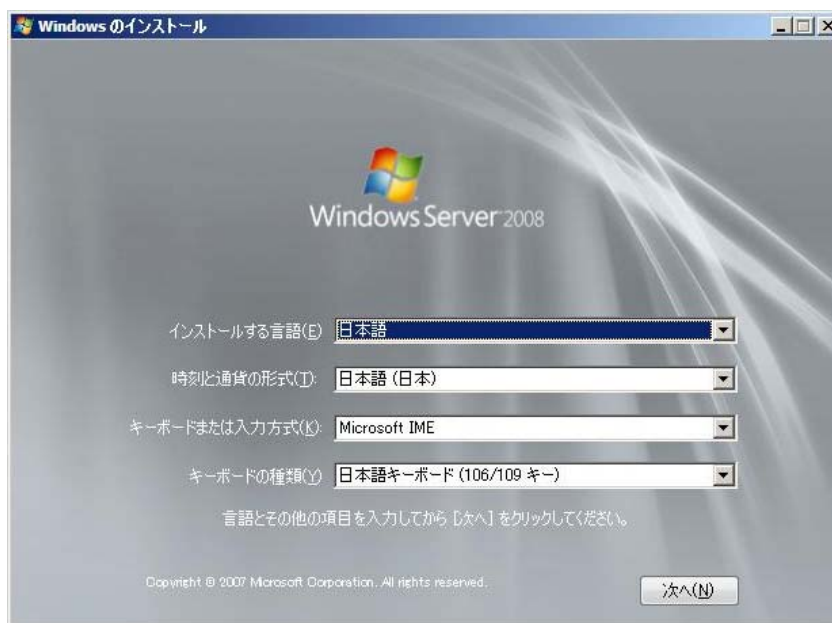 Windows のインストール
Windows Server 2008
インストールする言語(E) 日本語
時刻と通貨の形式(T): 日本語 (日本)
キーボードまたは入力方式(K): Microsoft IME
キーボードの種類(Y) 日本語キーボード (106/109 キー)
言語とその他の項目を入力してから [次へ] をクリックしてください。
Copyright © 2007 Microsoft Corporation. All rights reserved.
次へ(N)